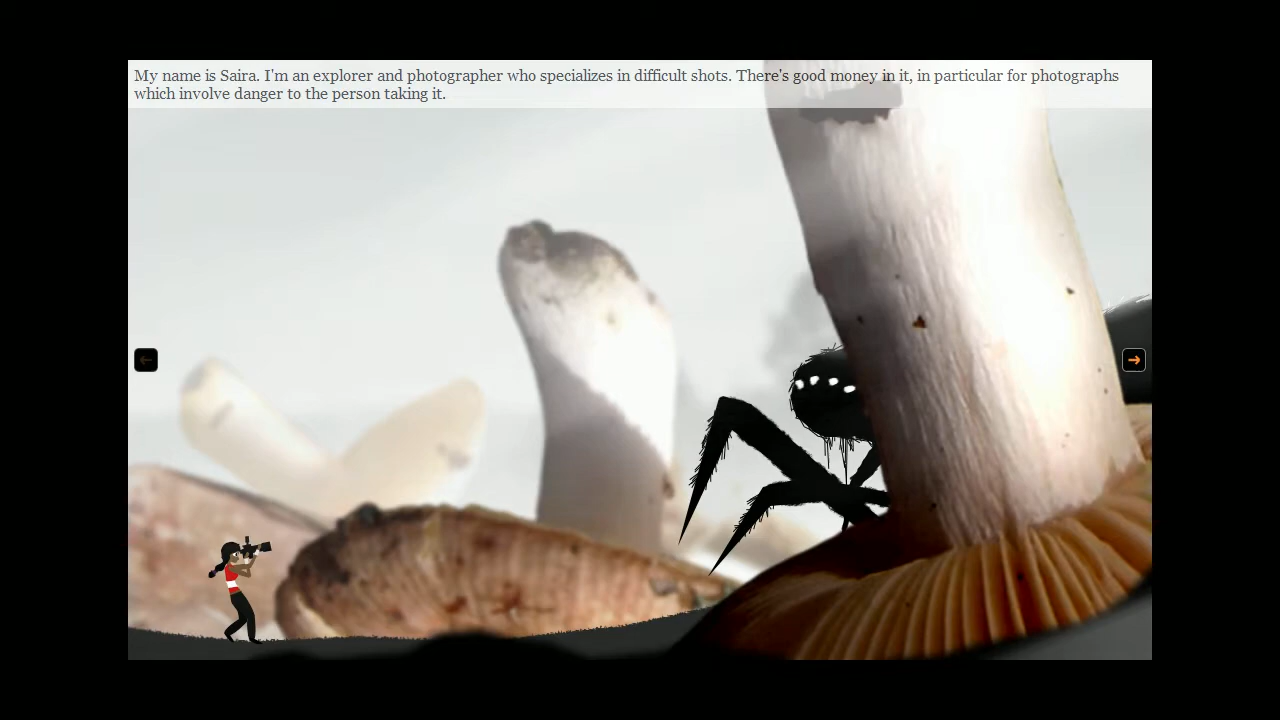 My name is Saira. I'm an explorer and photographer who specializes in difficult shots. There's good money in it, in particular for photographs
which involve danger to the person taking it.